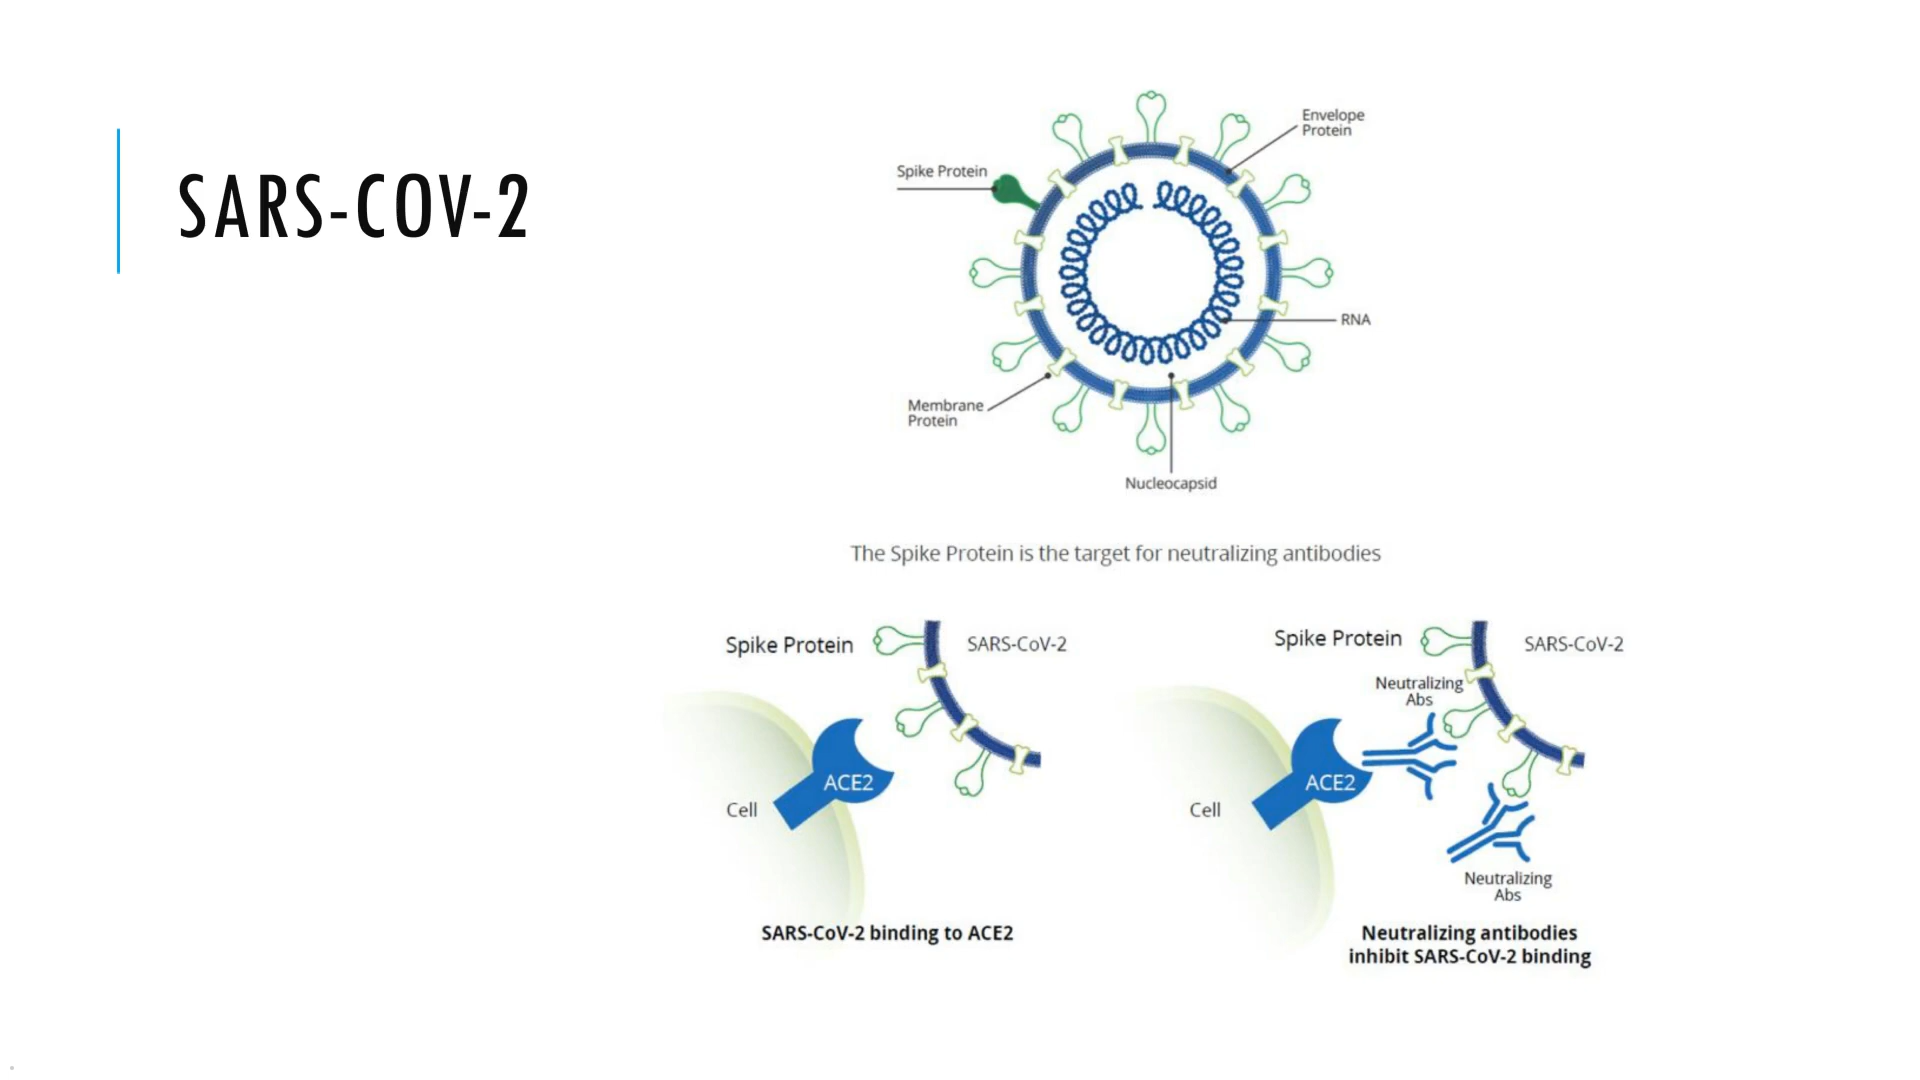 SARS-COV-2
Envelope
Protein
Spike Protein
RNA
Membrane
Protein
Nucleocapsid
The Spike Protein is the target for neutralizing antibodies
Spike Protein
SARS-CoV-2
ACE2
Cell
SARS-CoV-2 binding to ACE2
Spike Protein
SARS-CoV-2
Neutralizing
Abs
ACE2
Cell
Neutralizing
Abs
Neutralizing antibodies
inhibit SARS-CoV-2 binding